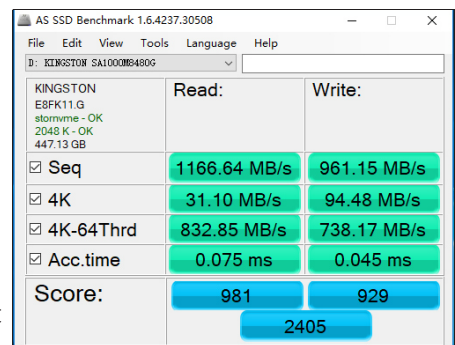 AS SSD Benchmark 1.6.4237.30508
File Edit View Tools Language Help
D: KINGSTON SA1000M8480G
KINGSTON
E8FK11.G
stornvme - OK
2048 K - OK
447.13 GB
Read:
Write:
Seq 1166.64 MB/s 961.15 MB/s
4K 31.10 MB/s 94.48 MB/s
4K-64Thrd 832.85 MB/s 738.17 MB/s
Acc.time 0.075 ms 0.045 ms
Score: 981 929
2405